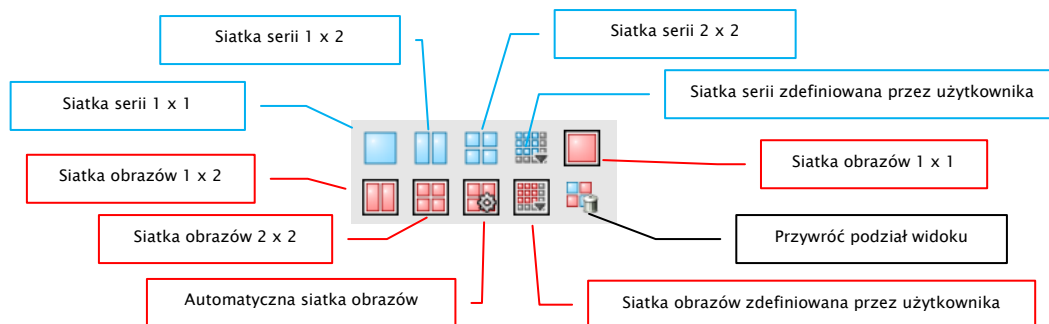 Siatka serii 1 x 2
Siatka serii 2 x 2
Siatka serii 1 x 1
Siatka serii zdefiniowana przez użytkownika
Siatka obrazów 1 x 2
Siatka obrazów 1 x 1
Siatka obrazów 2 x 2
Przywróć podział widoku
Automatyczna siatka obrazów
Siatka obrazów zdefiniowana przez użytkownika